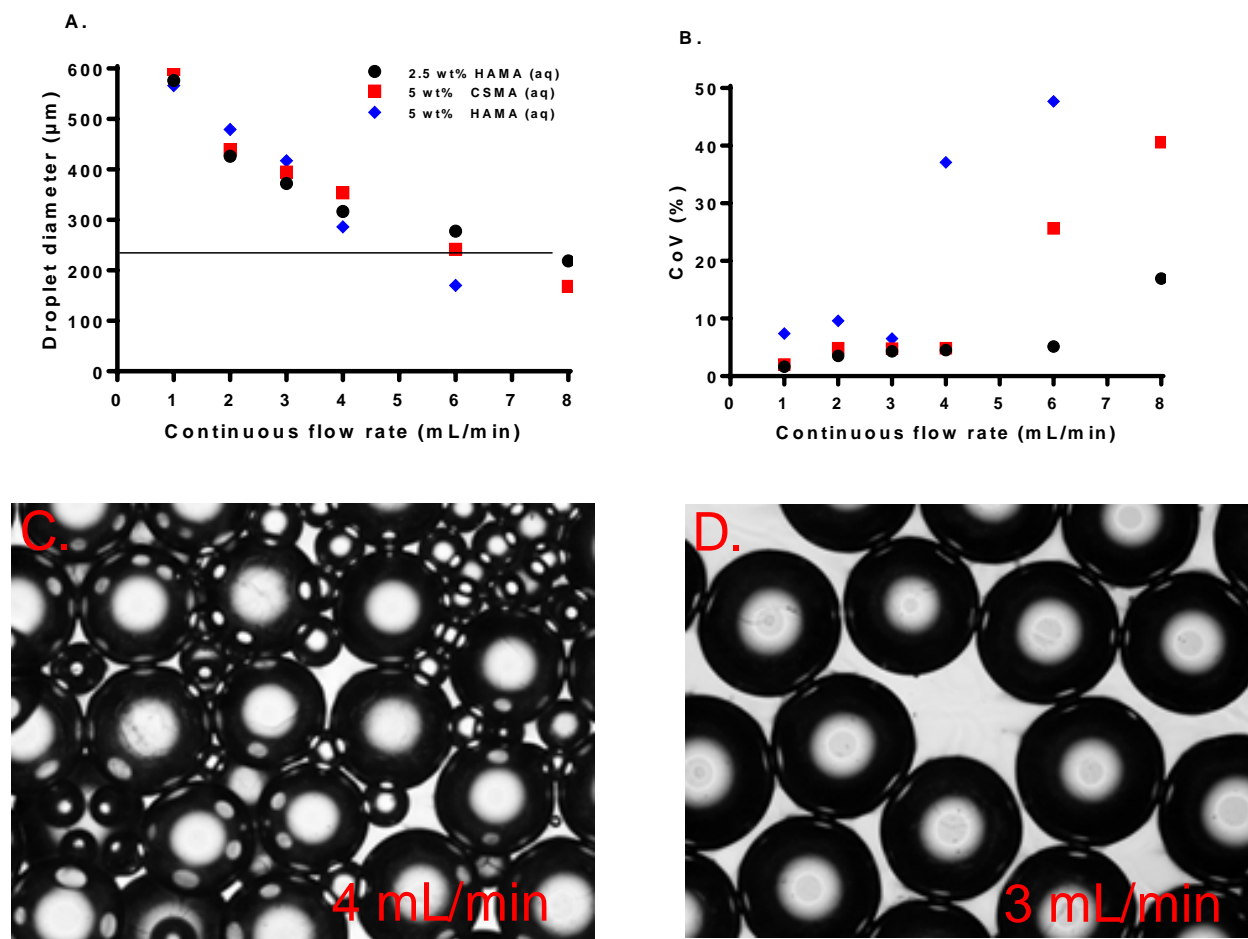 A.
600
500
400
300
200
100
0
Droplet diameter (μm)
2.5 wt% HAMA (aq)
5 wt% CSMA (aq)
5 wt% HAMA (aq)
0 1 2 3 4 5 6 7 8
Continuous flow rate (mL/min)
B.
50
40
30
20
10
0
CoV (%)
0 1 2 3 4 5 6 7 8
Continuous flow rate (mL/min)
C.
4 mL/min
D.
3 mL/min